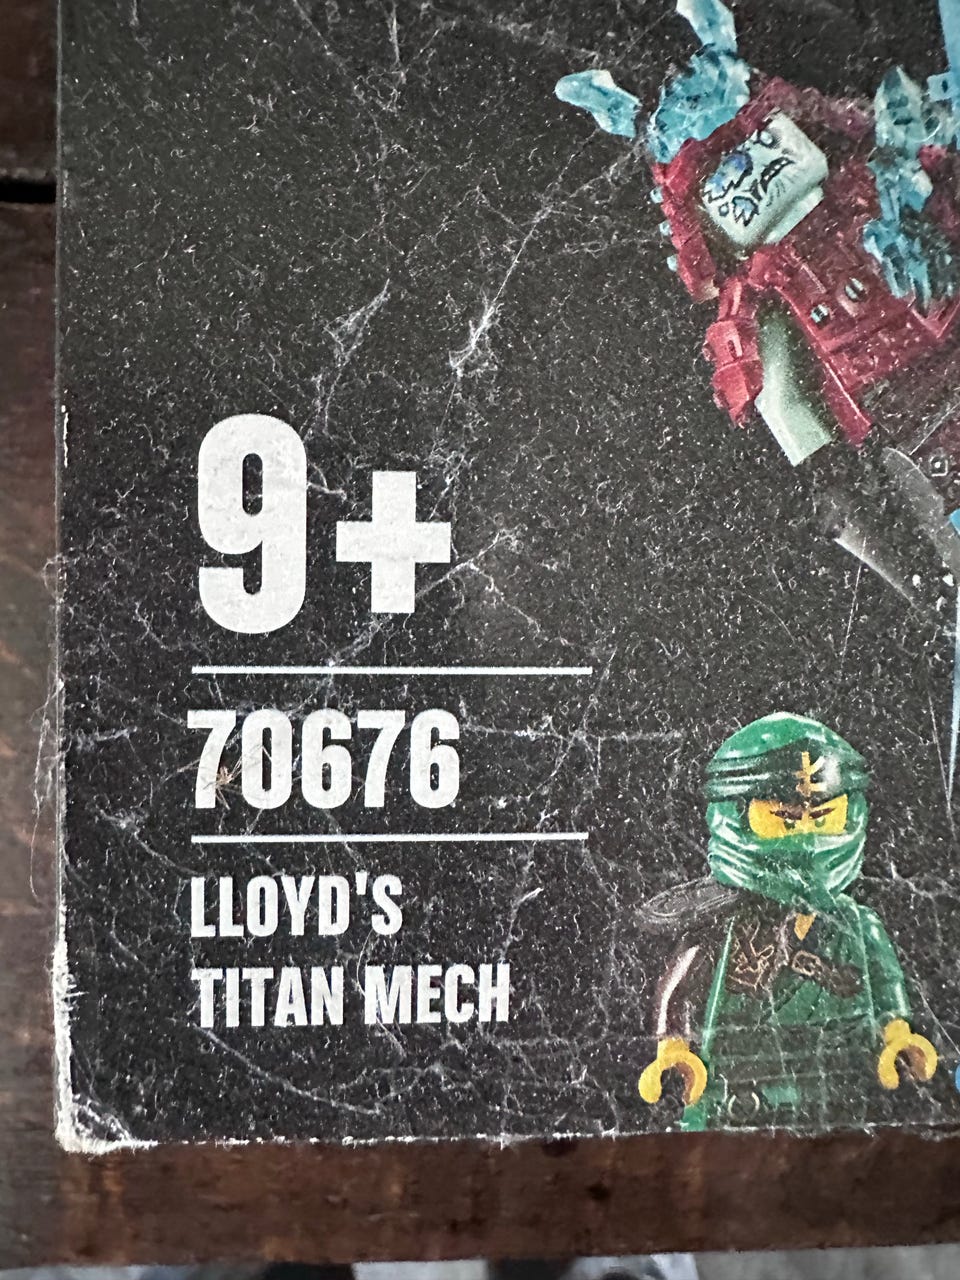 9+
70676
LLOYD'S
TITAN MECH